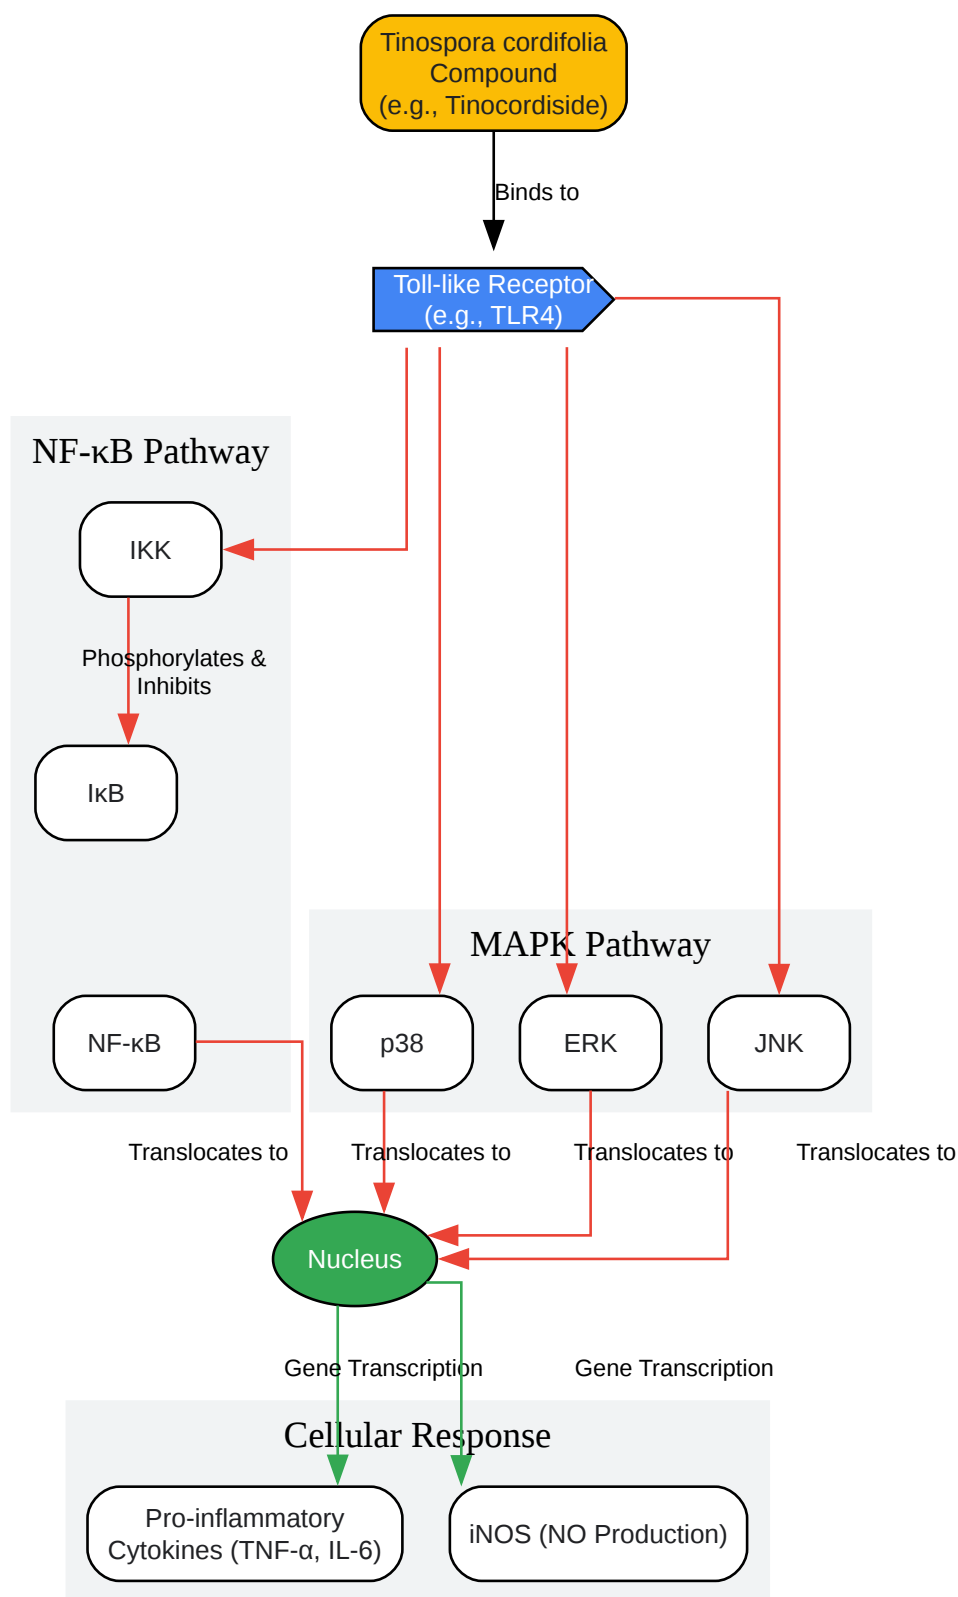 Tinospora cordifolia
Compound
(e.g., Tinocordiside)
Binds to
Toll-like Receptor
(e.g., TLR4)
NF-κB Pathway
IKK
Phosphorylates &
Inhibits
IκB
MAPK Pathway
NF-κB
p38
ERK
JNK
Translocates to
Translocates to
Translocates to
Translocates to
Nucleus
Gene Transcription
Gene Transcription
Cellular Response
Pro-inflammatory
Cytokines (TNF-α, IL-6)
iNOS (NO Production)